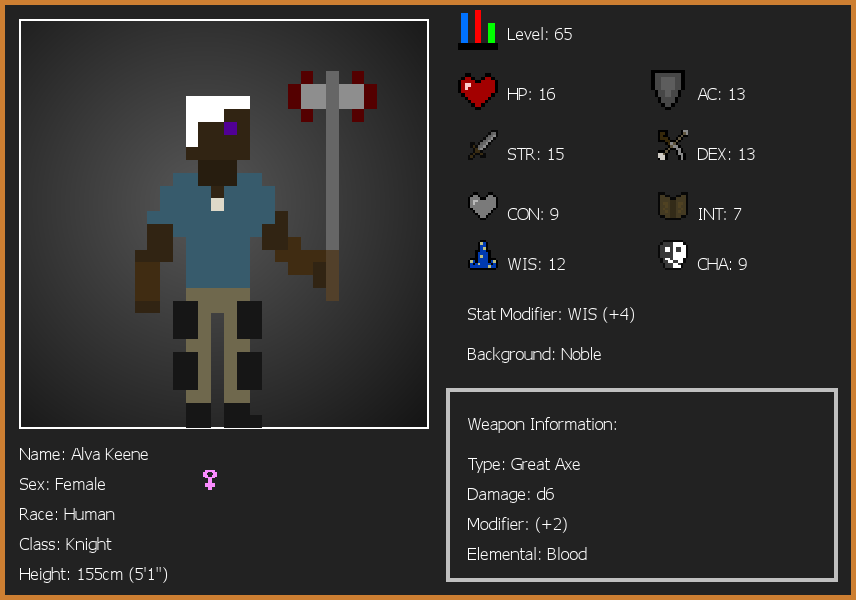 Level: 65
HP: 16
AC: 13
STR: 15
DEX: 13
CON: 9
INT: 7
WIS: 12
CHA: 9
Stat Modifier: WIS (+4)
Background: Noble
Weapon Information:
Type: Great Axe
Damage: d6
Modifier: (+2)
Elemental: Blood
Name: Alva Keene
Sex: Female
Race: Human
Class: Knight
Height: 155cm (5'1")